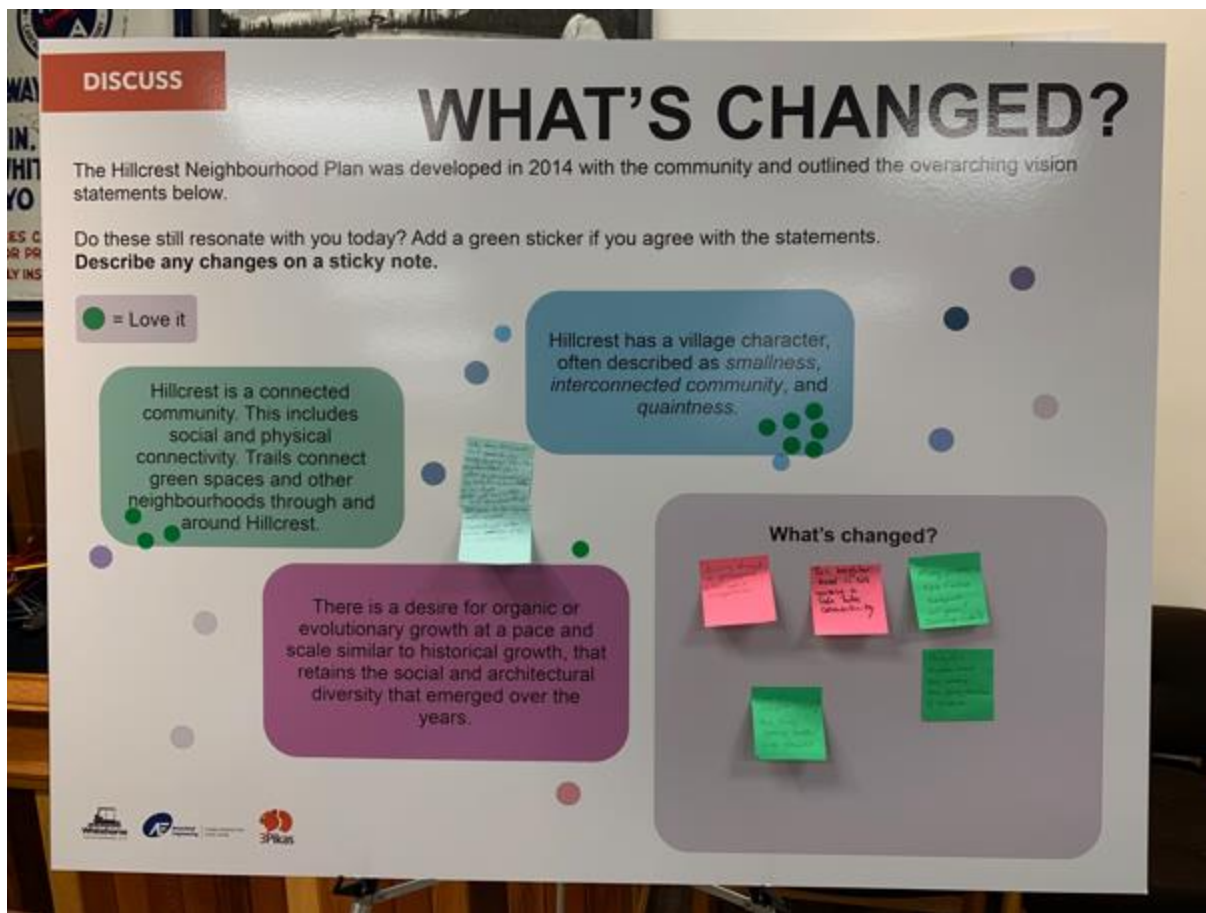 DISCUSS
WHAT'S CHANGED?
The Hillcrest Neighbourhood Plan was developed in 2014 with the community and outlined the overarching vision
statements below.
Do these still resonate with you today? Add a green sticker if you agree with the statements.
Describe any changes on a sticky note.
= Love it
Hillcrest is a connected
community. This includes
social and physical
connectivity. Trails connect
green spaces and other
neighbourhoods through and
around Hillcrest.
Hillcrest has a village character,
often described as smallness,
interconnected community, and
quaintness.
There is a desire for organic or
evolutionary growth at a pace and
scale similar to historical growth, that
retains the social and architectural
diversity that emerged over the
years.
What's changed?
community
Whitehorse
3Pikas